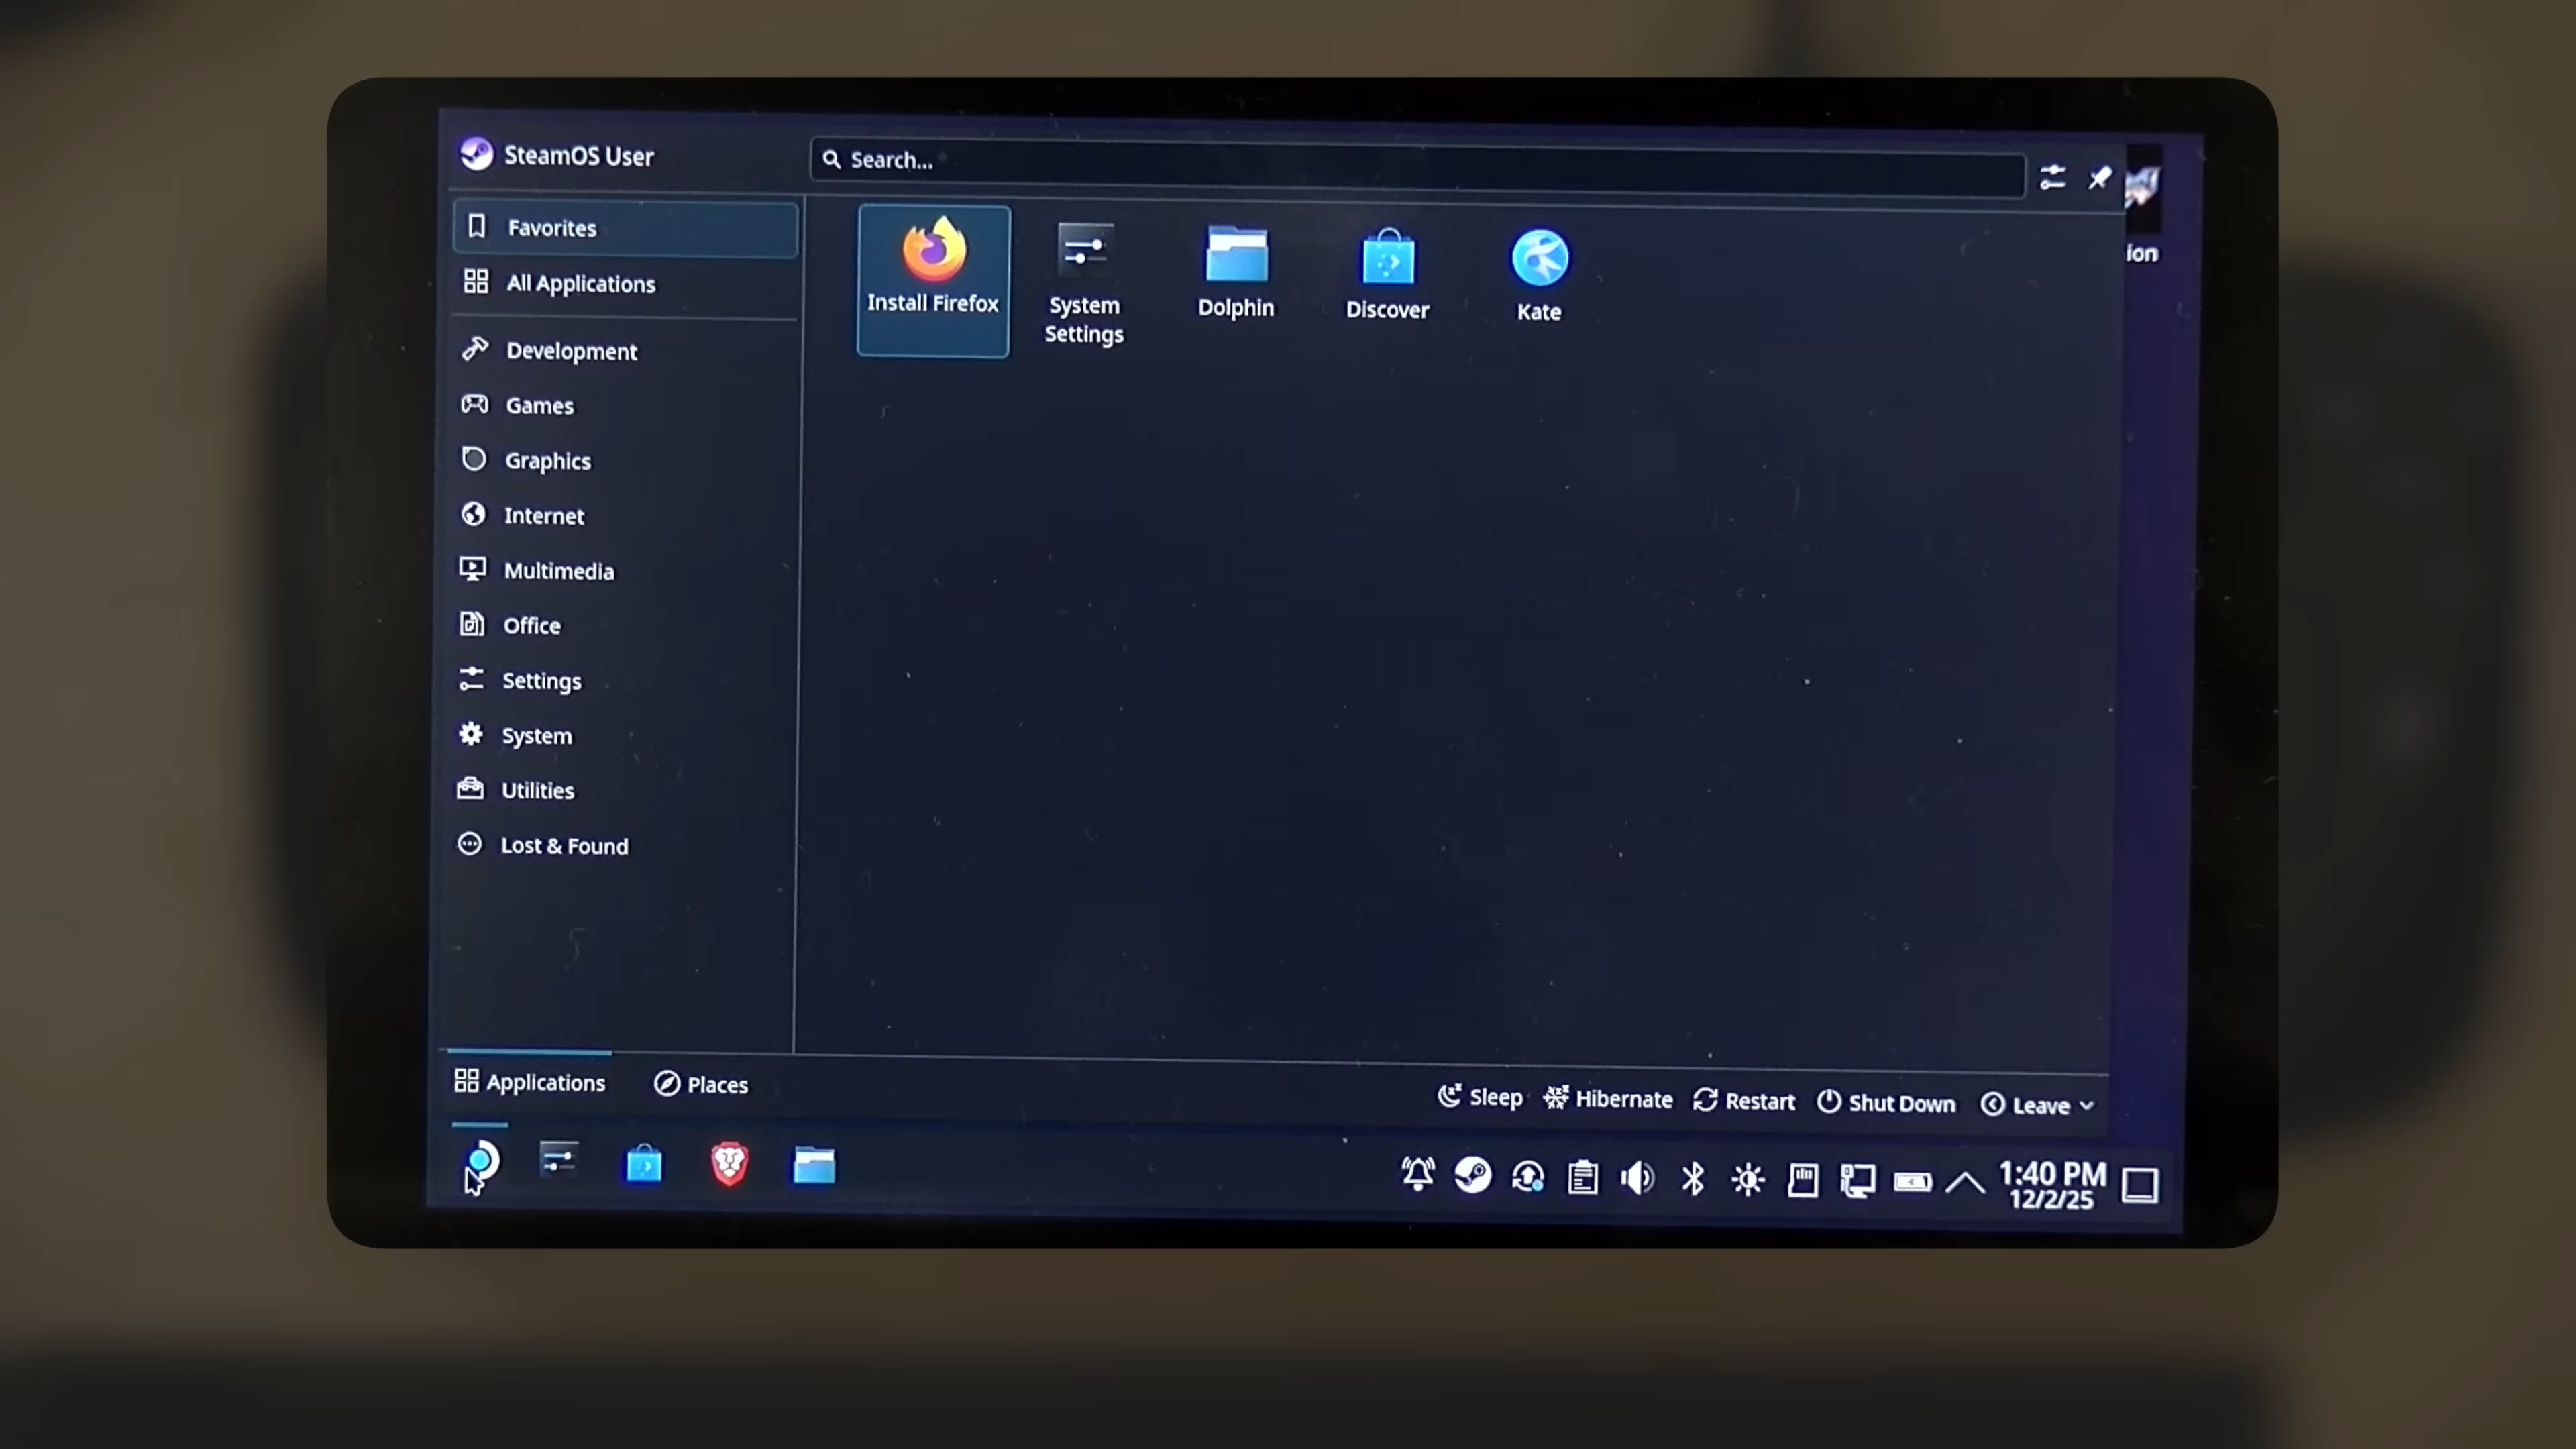 SteamOS User
Search...
Favorites
All Applications
Development
Games
Graphics
Internet
Multimedia
Office
Settings
System
Utilities
Lost & Found
Install Firefox
System
Settings
Dolphin
Discover
Kate
ion
Applications
Places
Sleep
Hibernate
Restart
Shut Down
Leave
1:40 PM
12/2/25